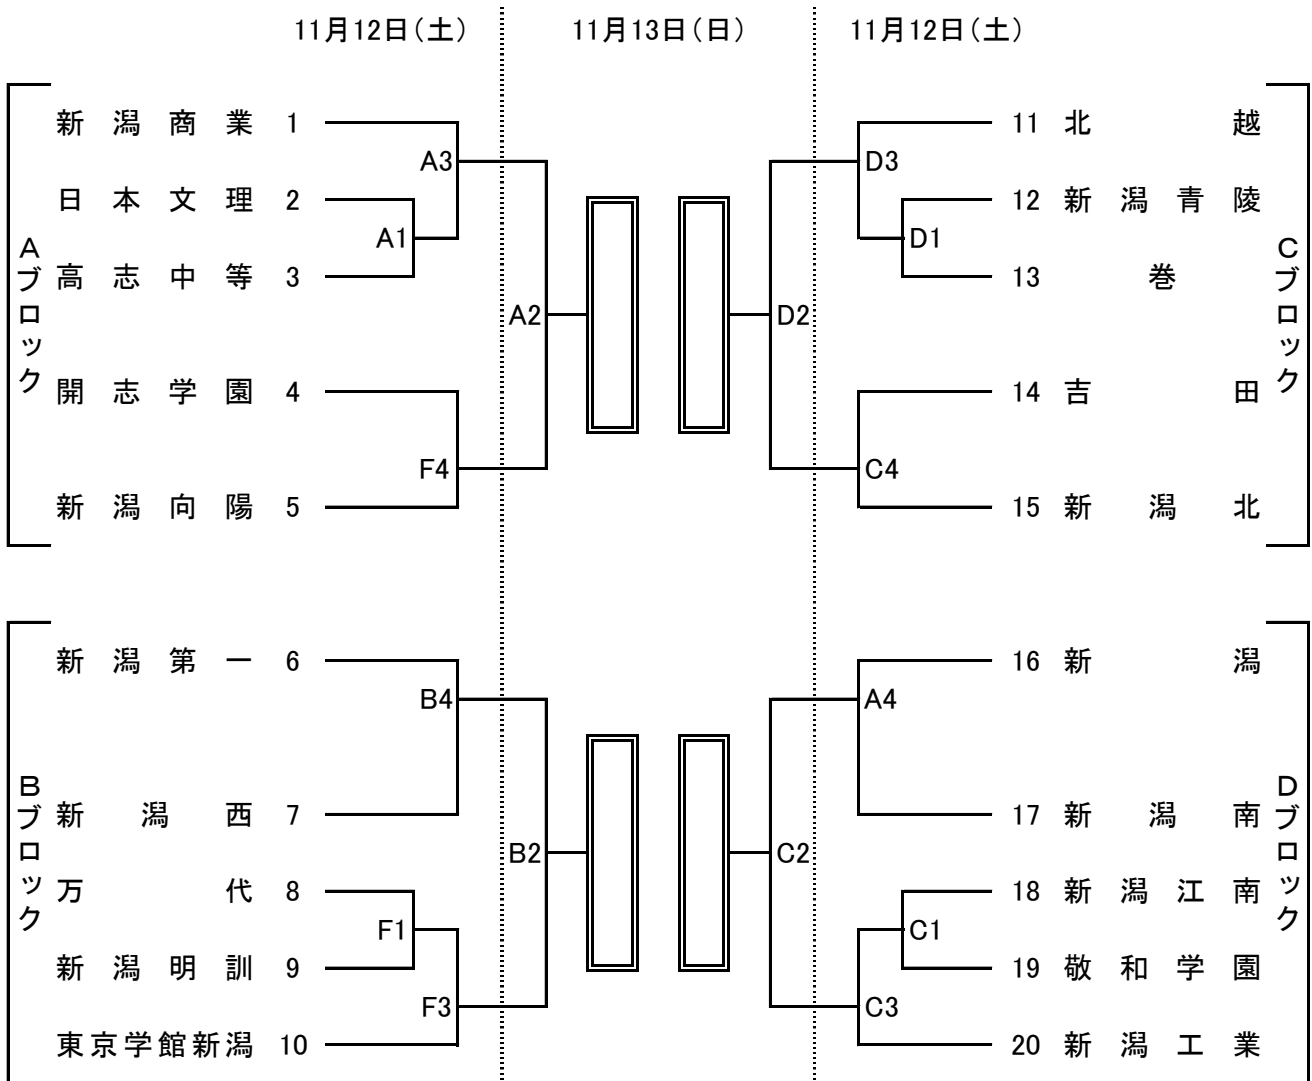 11月12日(土) 11月13日(日) 11月12日(土)
Aブロック
新潟商業 1
A3
日本文理 2
A1
高志中等 3
A2
開志学園 4
F4
新潟向陽 5
Cブロック
11 北越
D3
12 新潟青陵
D1
13 巻
D2
14 吉田
C4
15 新潟北
Bブロック
新潟第一 6
B4
新潟西 7
B2
万代 8
F1
新潟明訓 9
F3
東京学館新潟 10
Dブロック
16 新潟
A4
17 新潟南
C2
18 新潟江南
C1
19 敬和学園
C3
20 新潟工業